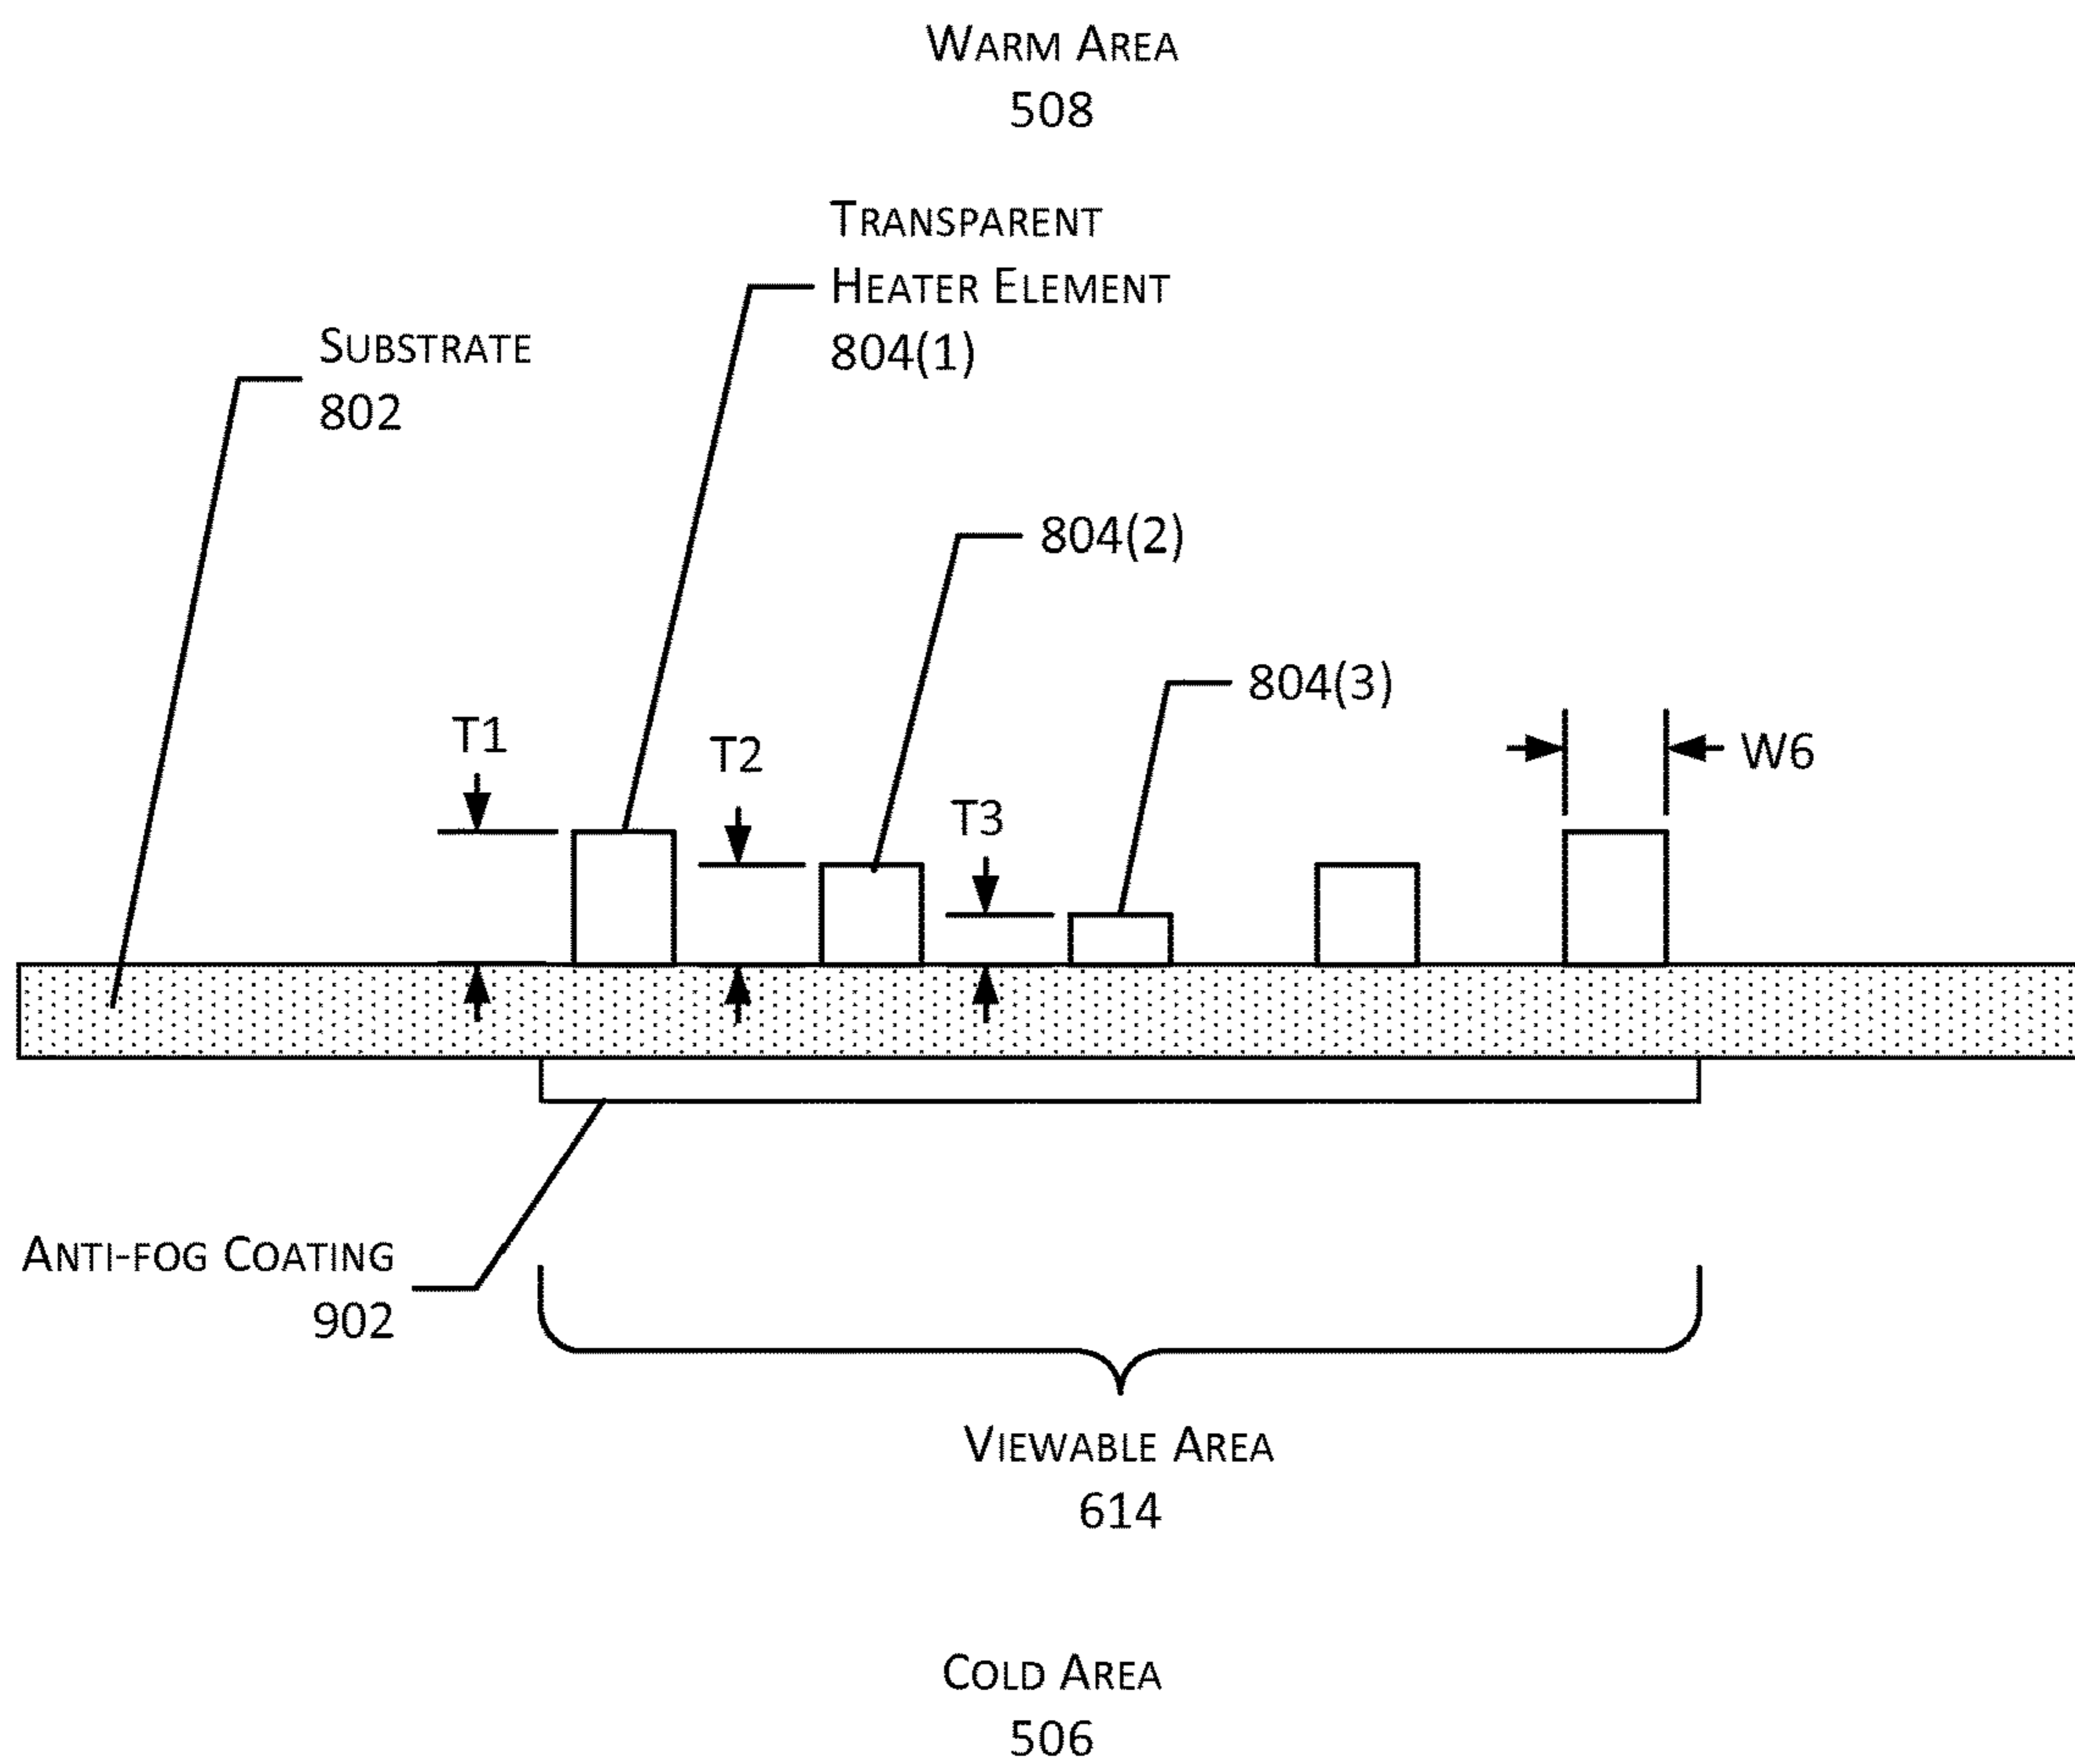 WARM AREA
508
TRANSPARENT
HEATER ELEMENT
804(1)
SUBSTRATE
802
804(2)
804(3)
T1
T2
T3
W6
ANTI-FOG COATING
902
VIEWABLE AREA
614
COLD AREA
506